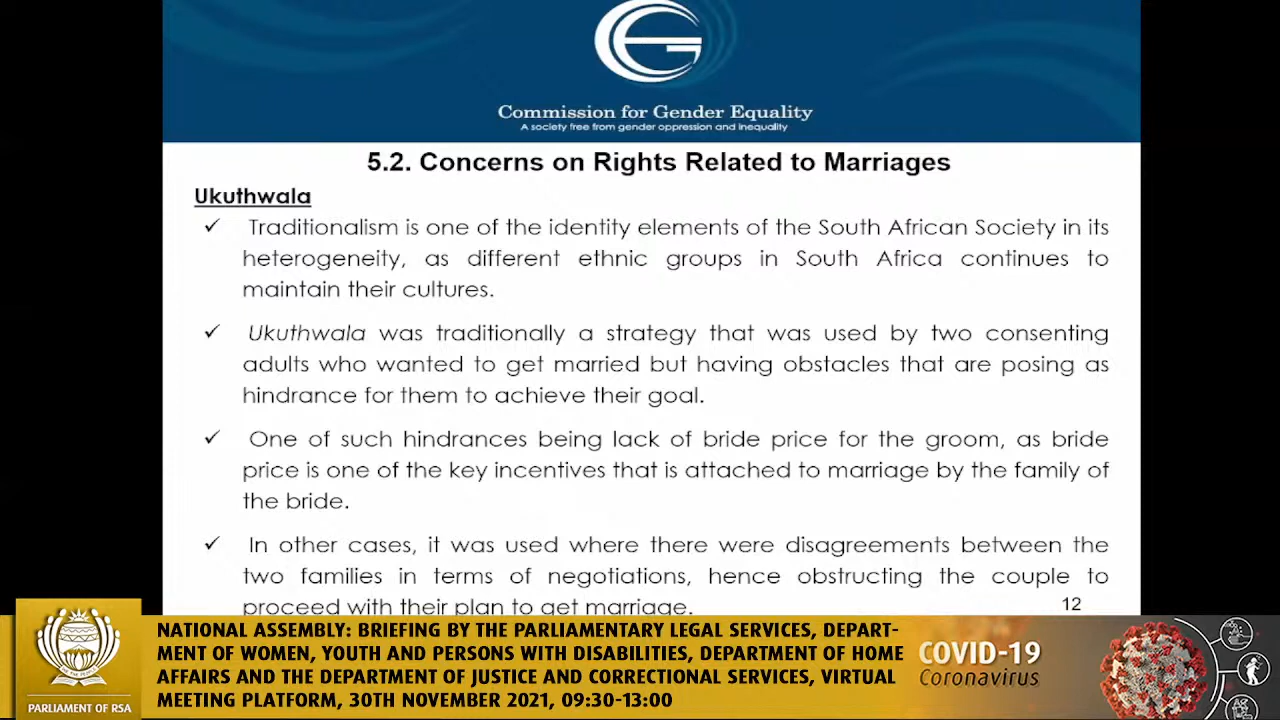 Commission for Gender Equality
A society free from gender oppression and inequality
5.2. Concerns on Rights Related to Marriages
Ukuthwala
✓ Traditionalism is one of the identity elements of the South African Society in its
heterogeneity, as different ethnic groups in South Africa continues to
maintain their cultures.
✓ Ukuthwala was traditionally a strategy that was used by two consenting
adults who wanted to get married but having obstacles that are posing as
hindrance for them to achieve their goal.
✓ One of such hindrances being lack of bride price for the groom, as bride
price is one of the key incentives that is attached to marriage by the family of
the bride.
✓ In other cases, it was used where there were disagreements between the
two families in terms of negotiations, hence obstructing the couple to
proceed with their plan to get marriage.
12
NATIONAL ASSEMBLY: BRIEFING BY THE PARLIAMENTARY LEGAL SERVICES, DEPART-
MENT OF WOMEN, YOUTH AND PERSONS WITH DISABILITIES, DEPARTMENT OF HOME
AFFAIRS AND THE DEPARTMENT OF JUSTICE AND CORRECTIONAL SERVICES, VIRTUAL
MEETING PLATFORM, 30TH NOVEMBER 2021, 09:30-13:00
PARLIAMENT OF RSA
COVID-19
Coronavirus